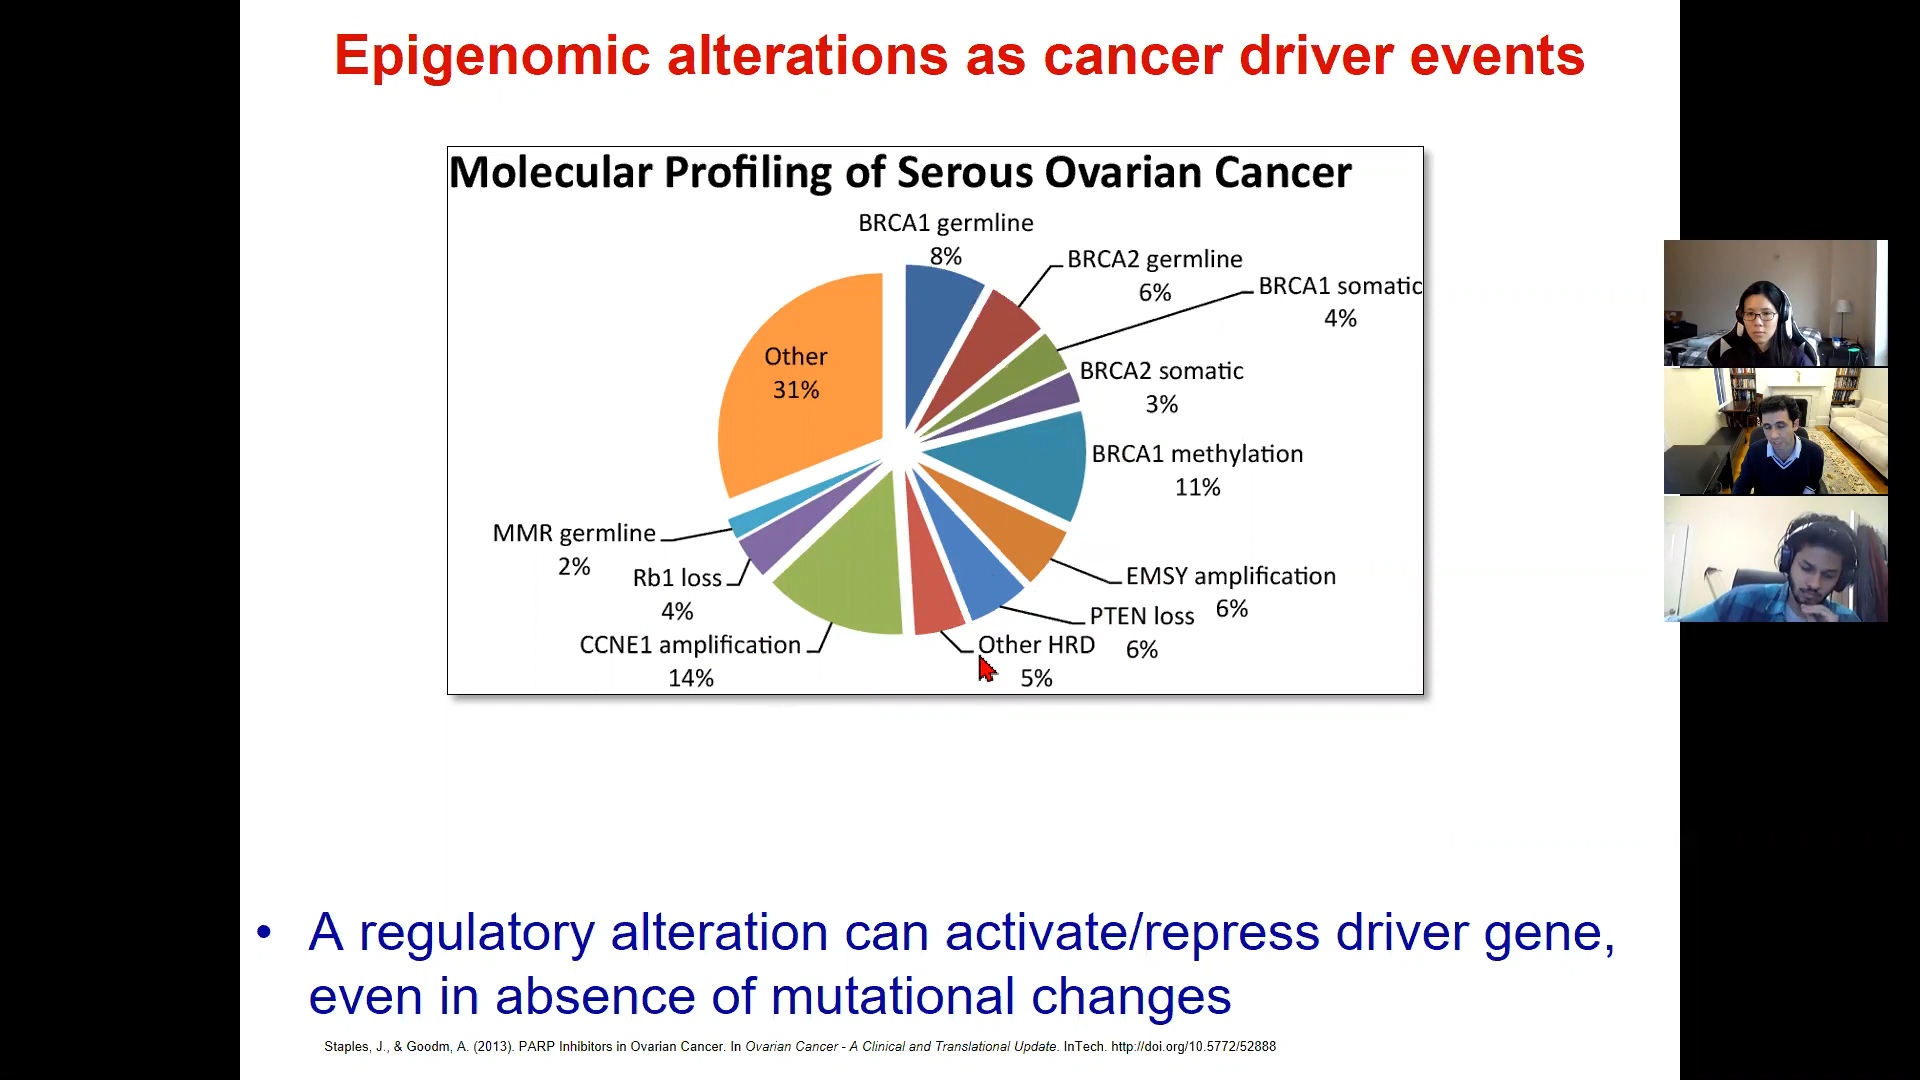 Epigenomic alterations as cancer driver events
Molecular Profiling of Serous Ovarian Cancer
BRCA1 germline
8%
BRCA2 germline
6%
BRCA1 somatic
4%
BRCA2 somatic
3%
BRCA1 methylation
11%
EMSY amplification
6%
PTEN loss
6%
Other HRD
5%
CCNE1 amplification
14%
Rb1 loss
4%
MMR germline
2%
Other
31%
• A regulatory alteration can activate/repress driver gene,
even in absence of mutational changes
Staples, J., & Goodm, A. (2013). PARP Inhibitors in Ovarian Cancer. In Ovarian Cancer - A Clinical and Translational Update. InTech. http://doi.org/10.5772/52888